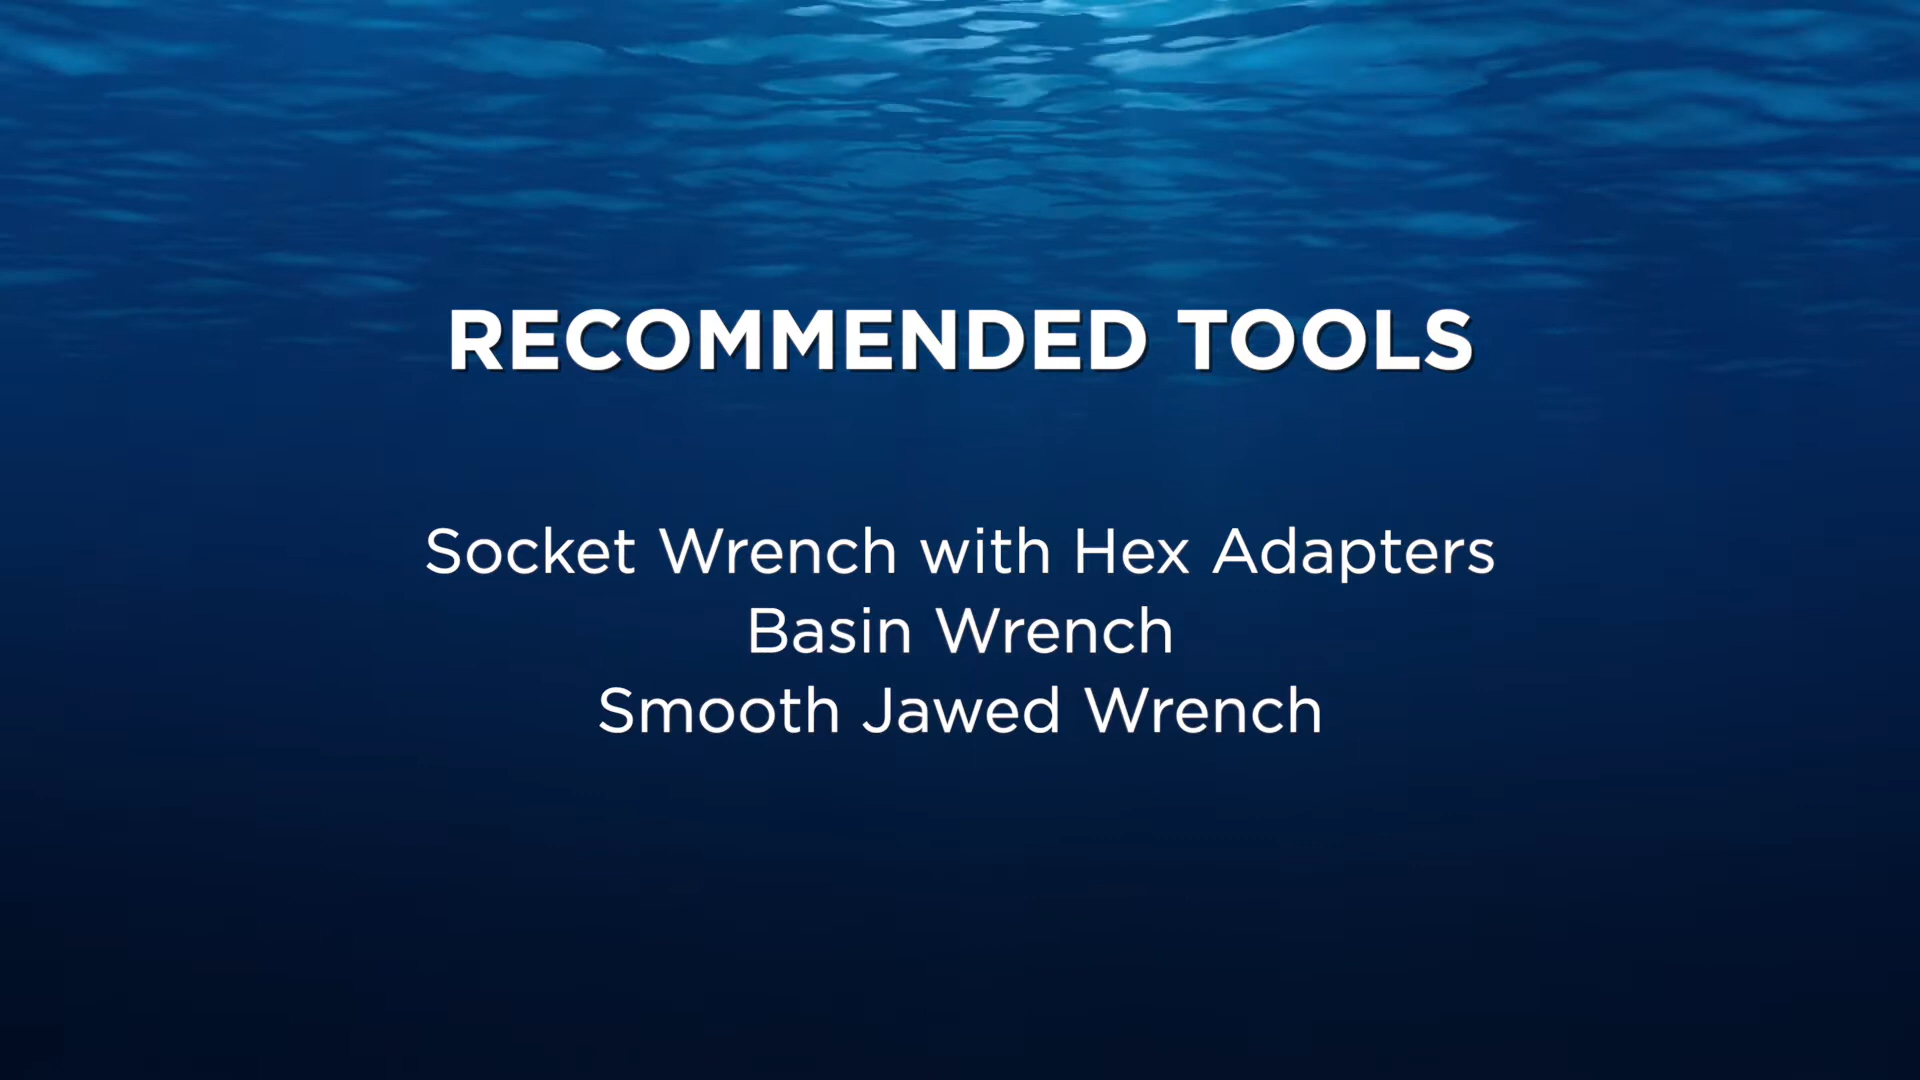 RECOMMENDED TOOLS
Socket Wrench with Hex Adapters
Basin Wrench
Smooth Jawed Wrench